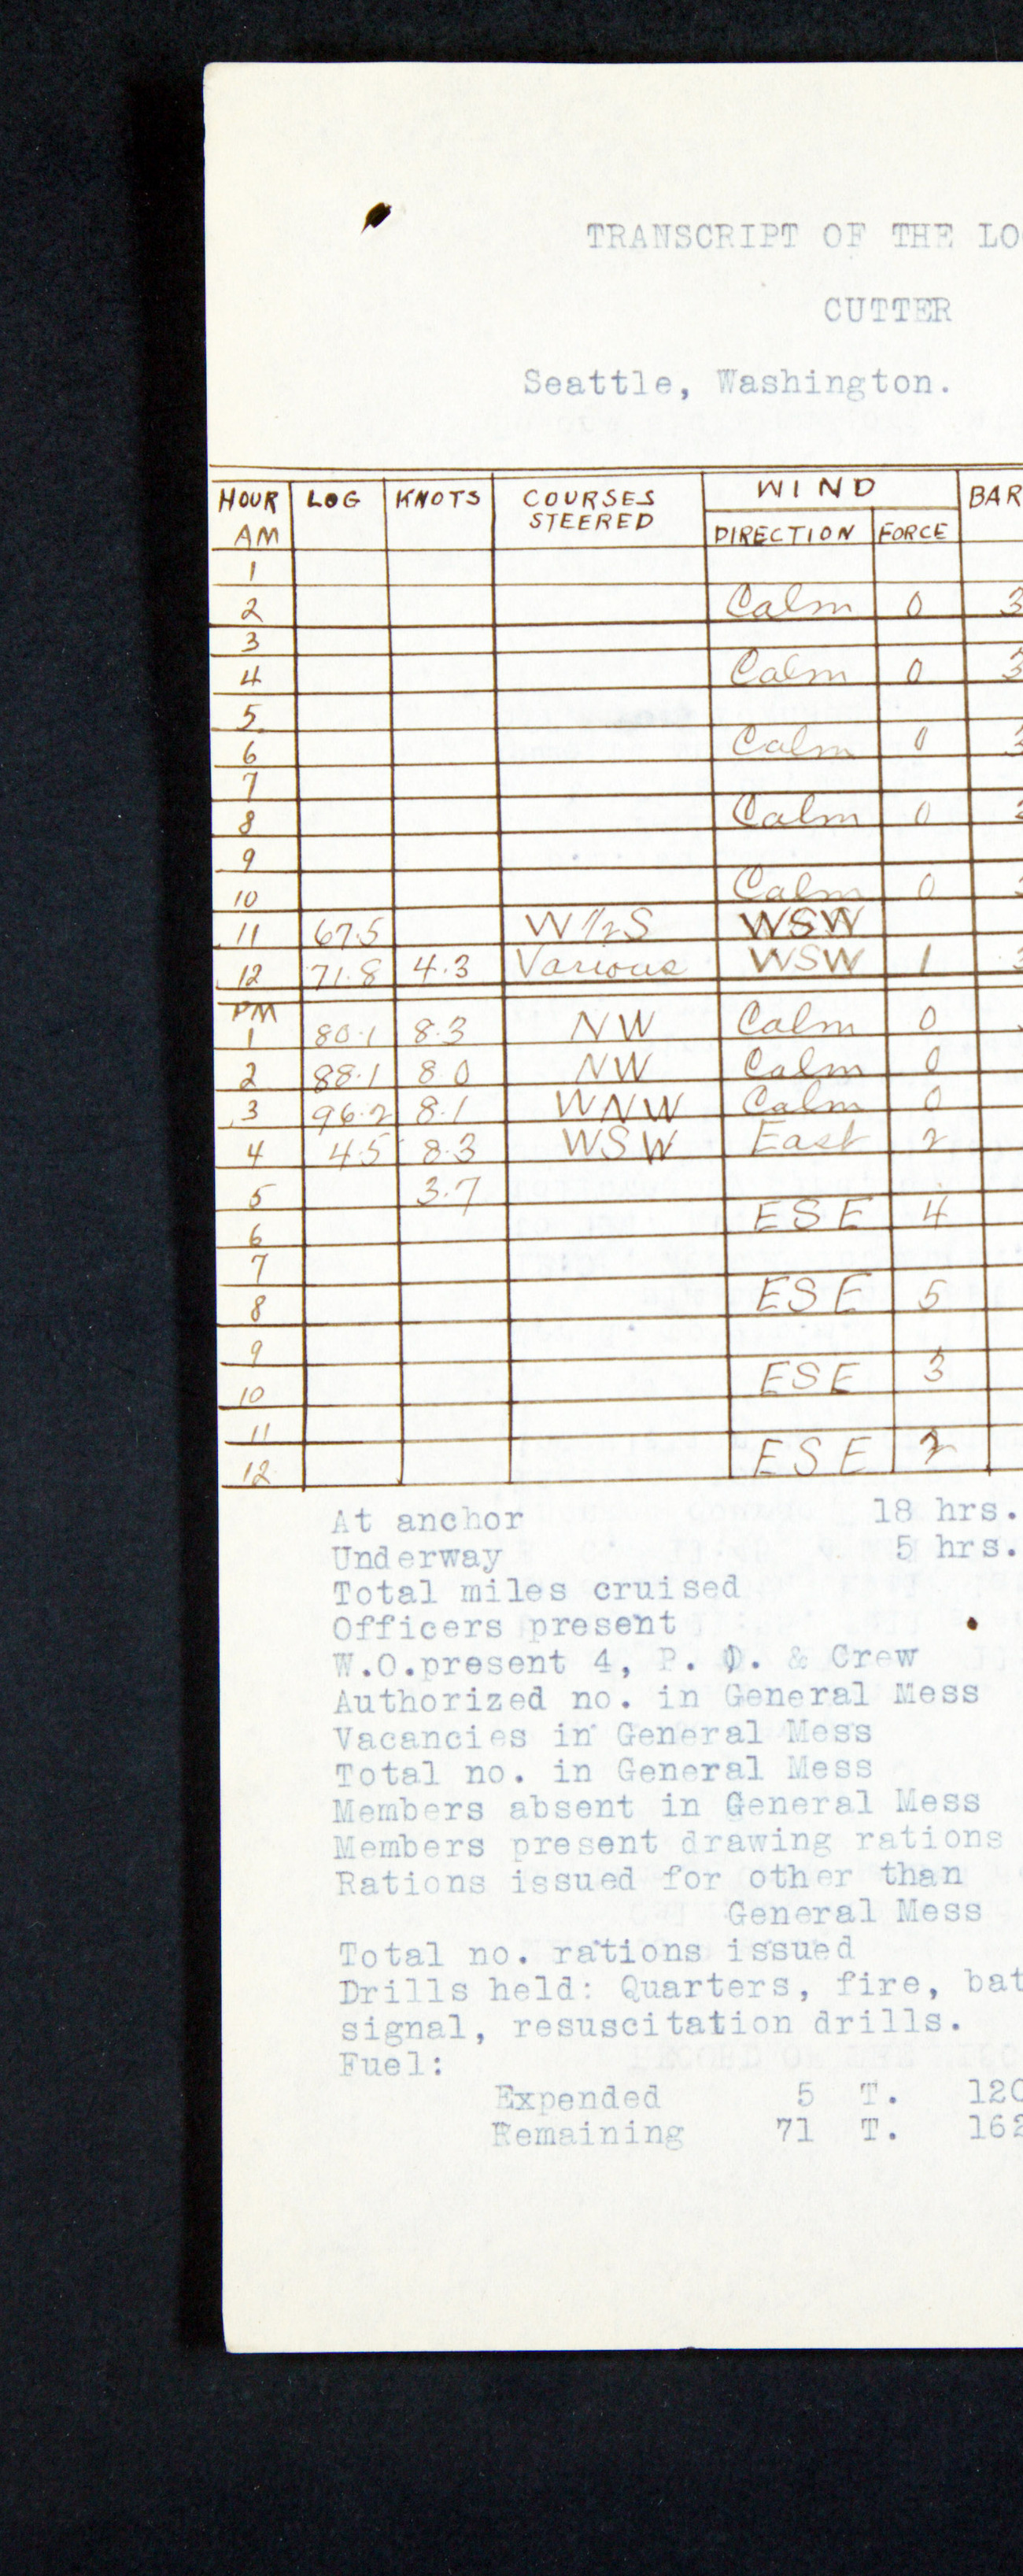 TRANSCRIPT OF THE LO
CUTTER
Seattle, Washington.
HOUR LOG KNOTS COURSES STEERED WIND BAR
AM DIRECTION FORCE
1
2 Calm 0 3
3
4 Calm 0 3
5
6 Calm 0
7
8 Calm 0
9
10 Calm 0
11 67.5 W 1/2 S WSW
12 71.8 4.3 Various WSW 1 3
PM
1 80.1 8.3 NW Calm 0
2 88.1 8.0 NW Calm 0
3 96.2 8.1 WNW Calm 0
4 4.5 8.3 WSW East 2
5 3.7
6 ESE 4
7
8 ESE 5
9
10 ESE 3
11
12 ESE 2
At anchor 18 hrs.
Underway 5 hrs.
Total miles cruised
Officers present
W.O.present 4, P. O. & Crew
Authorized no. in General Mess
Vacancies in General Mess
Total no. in General Mess
Members absent in General Mess
Members present drawing rations
Rations issued for other than
General Mess
Total no. rations issued
Drills held: Quarters, fire, bat
signal, resuscitation drills.
Fuel:
Expended 5 T. 120
Remaining 71 T. 162